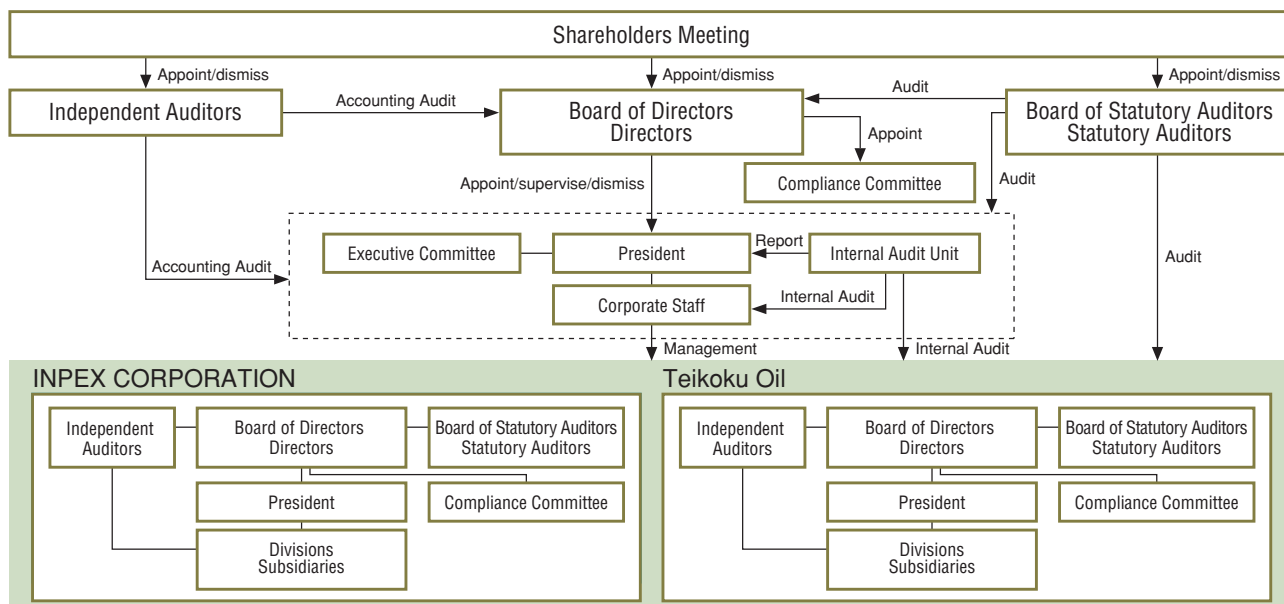 Shareholders Meeting
Appoint/dismiss
Appoint/dismiss
Appoint/dismiss
Independent Auditors
Accounting Audit
Board of Directors
Directors
Audit
Board of Statutory Auditors
Statutory Auditors
Appoint
Compliance Committee
Appoint/supervise/dismiss
Audit
Accounting Audit
Executive Committee
President
Report
Internal Audit Unit
Corporate Staff
Internal Audit
Audit
Management
Internal Audit
INPEX CORPORATION
Independent
Auditors
Board of Directors
Directors
Board of Statutory Auditors
Statutory Auditors
President
Compliance Committee
Divisions
Subsidiaries
Teikoku Oil
Independent
Auditors
Board of Directors
Directors
Board of Statutory Auditors
Statutory Auditors
President
Compliance Committee
Divisions
Subsidiaries